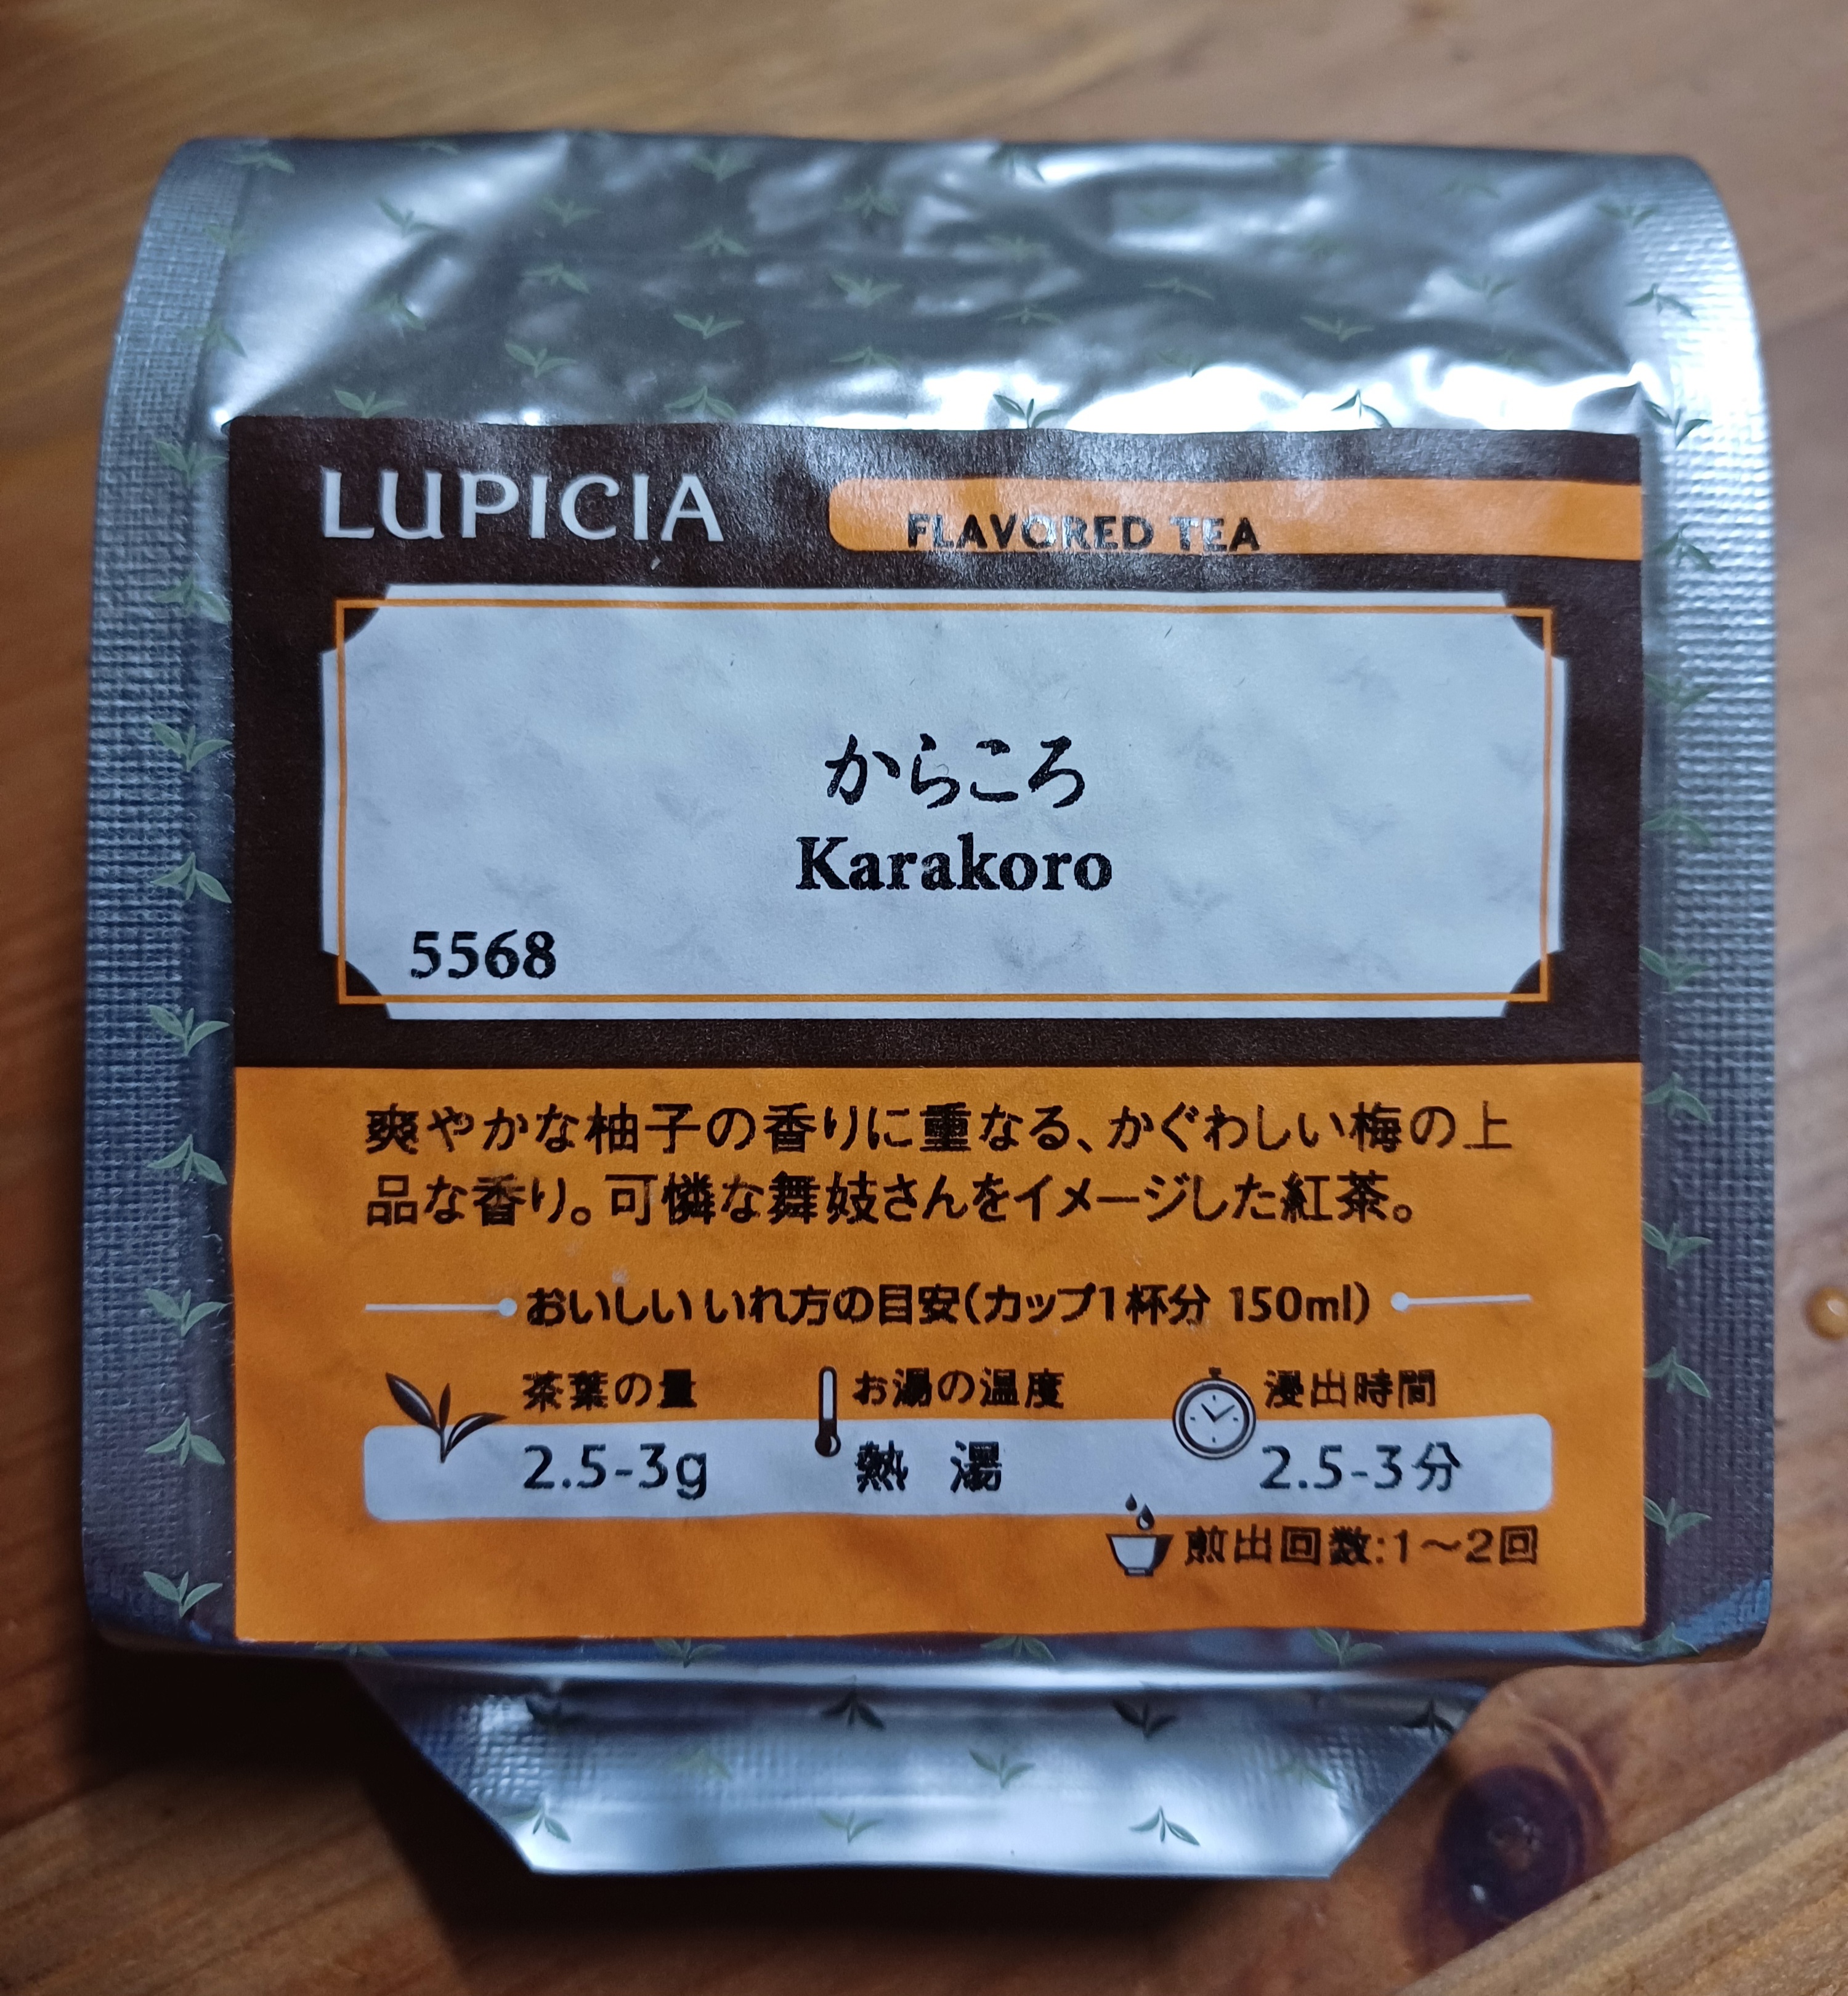 LUPICIA
FLAVORED TEA
からころ
Karakoro
5568
爽やかな柚子の香りに重なる、かぐわしい梅の上
品な香り。可憐な舞妓さんをイメージした紅茶。
おいしいいれ方の目安(カップ1杯分 150ml)
茶葉の量 お湯の温度 浸出時間
2.5-3g 熱 湯 2.5-3分
煎出回数:1〜2回